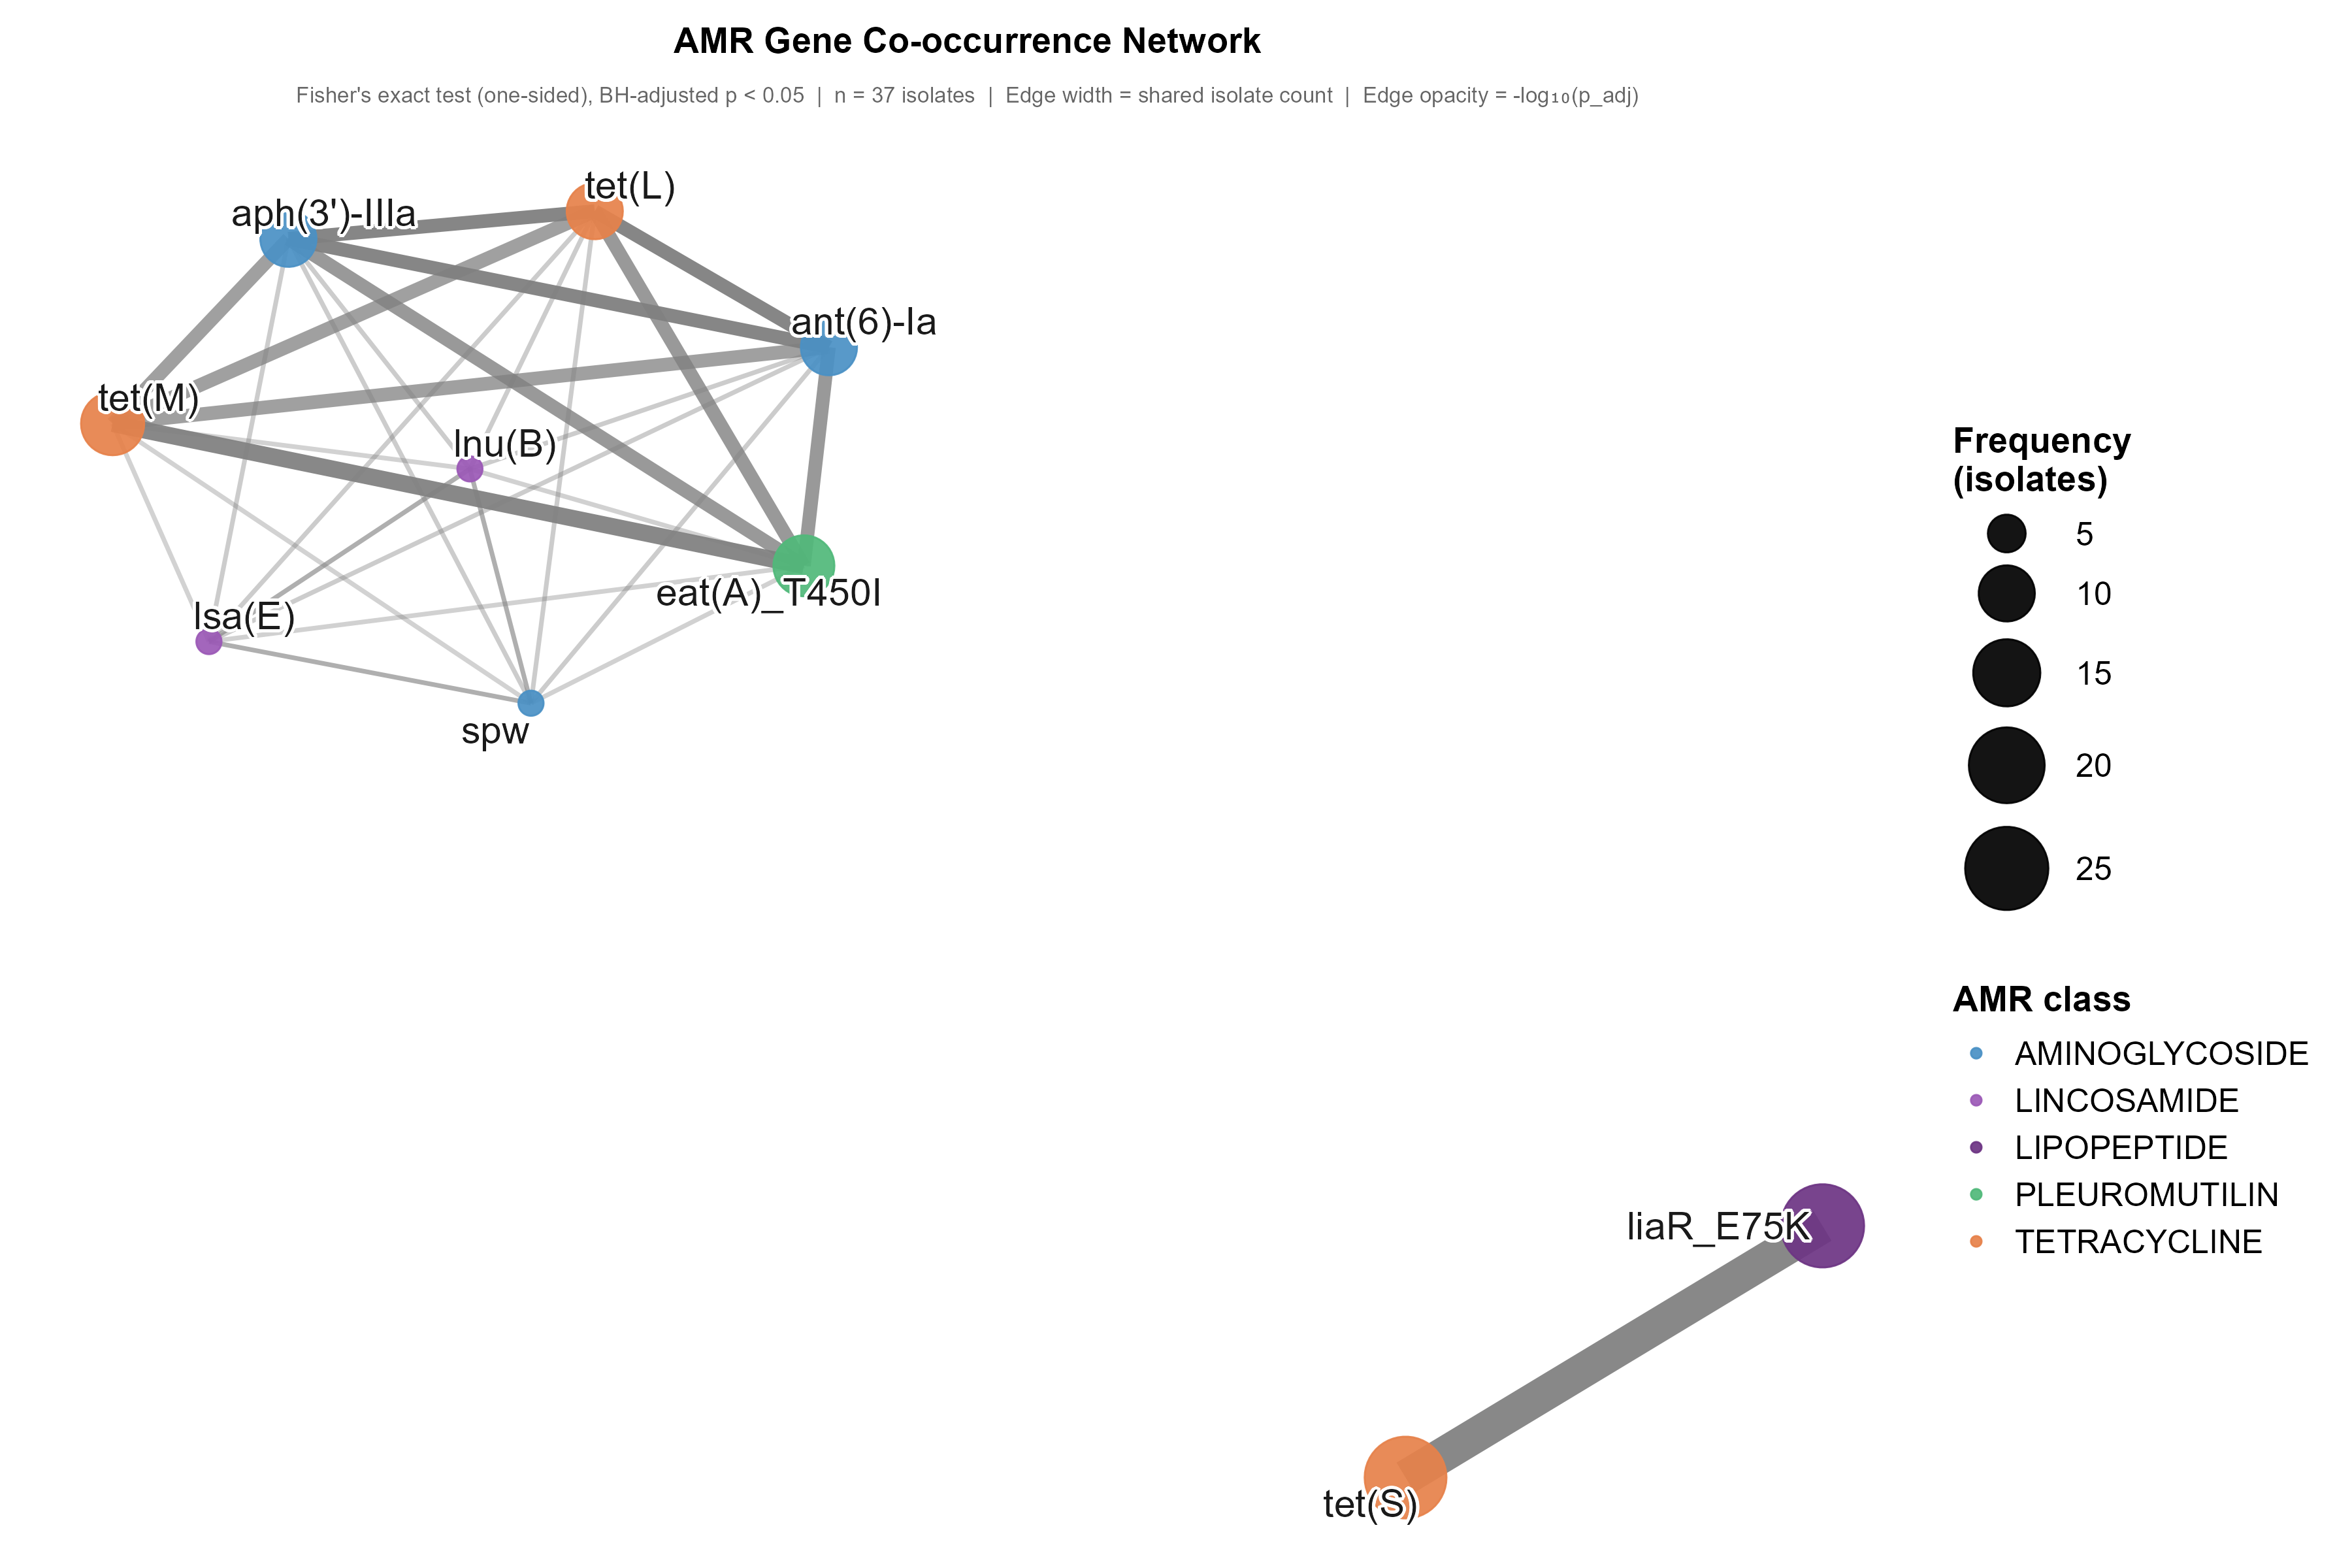 AMR Gene Co-occurrence Network
Fisher's exact test (one-sided), BH-adjusted p < 0.05 | n = 37 isolates | Edge width = shared isolate count | Edge opacity = -log₁₀(p_adj)
tet(L)
aph(3')-IIIa
ant(6)-Ia
tet(M)
lnu(B)
eat(A)_T450I
lsa(E)
spw
liaR_E75K
tet(S)
Frequency
(isolates)
5
10
15
20
25
AMR class
AMINOGLYCOSIDE
LINCOSAMIDE
LIPOPEPTIDE
PLEUROMUTILIN
TETRACYCLINE